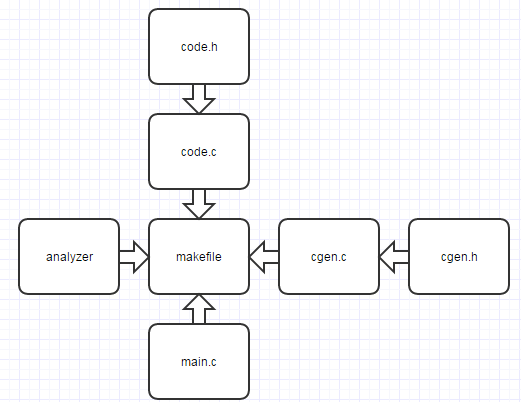 code.h
code.c
analyzer
makefile
cgen.c
cgen.h
main.c